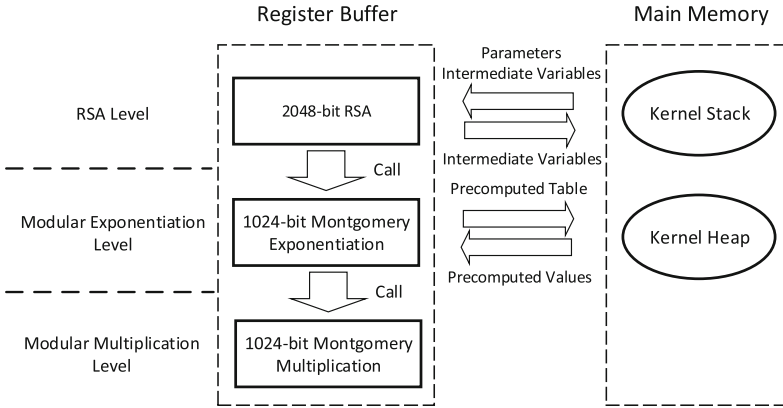 Register Buffer
Main Memory
Parameters
Intermediate Variables
RSA Level
2048-bit RSA
Kernel Stack
Intermediate Variables
Call
Precomputed Table
Modular Exponentiation
Level
1024-bit Montgomery
Exponentiation
Kernel Heap
Precomputed Values
Call
Modular Multiplication
Level
1024-bit Montgomery
Multiplication